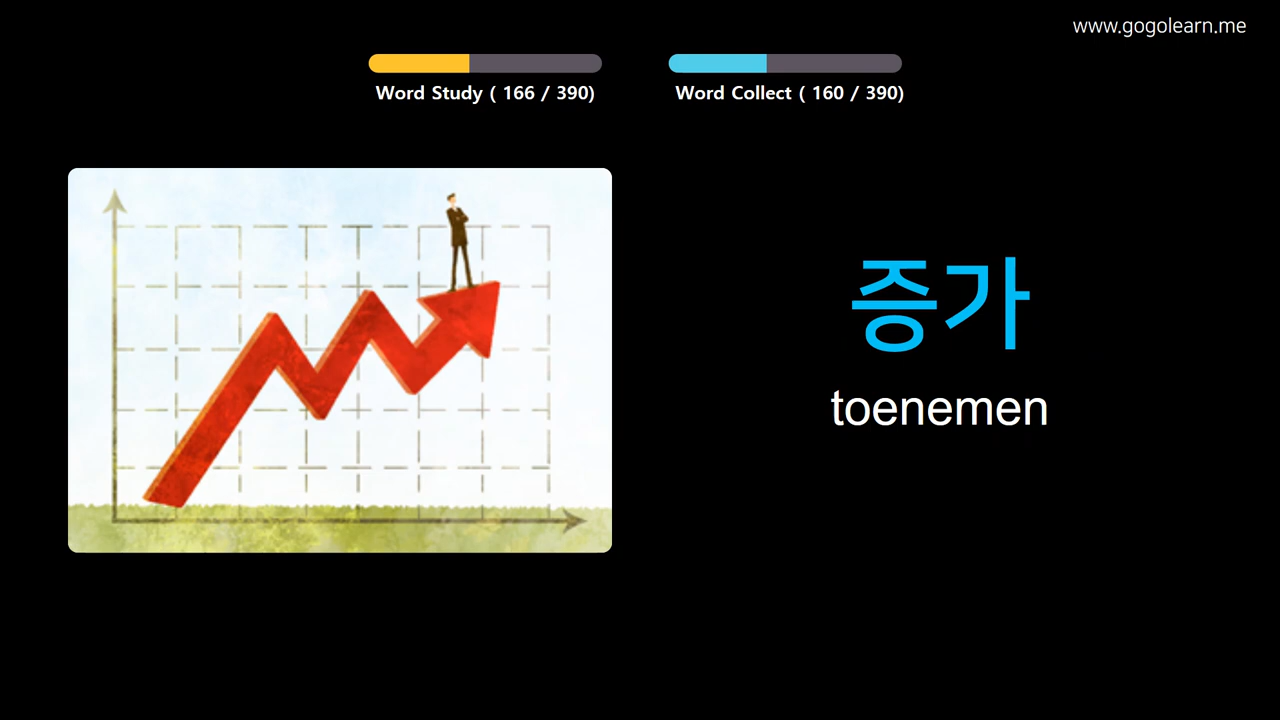 www.gogolearn.me
Word Study ( 166 / 390)
Word Collect ( 160 / 390)
증가
toenemen